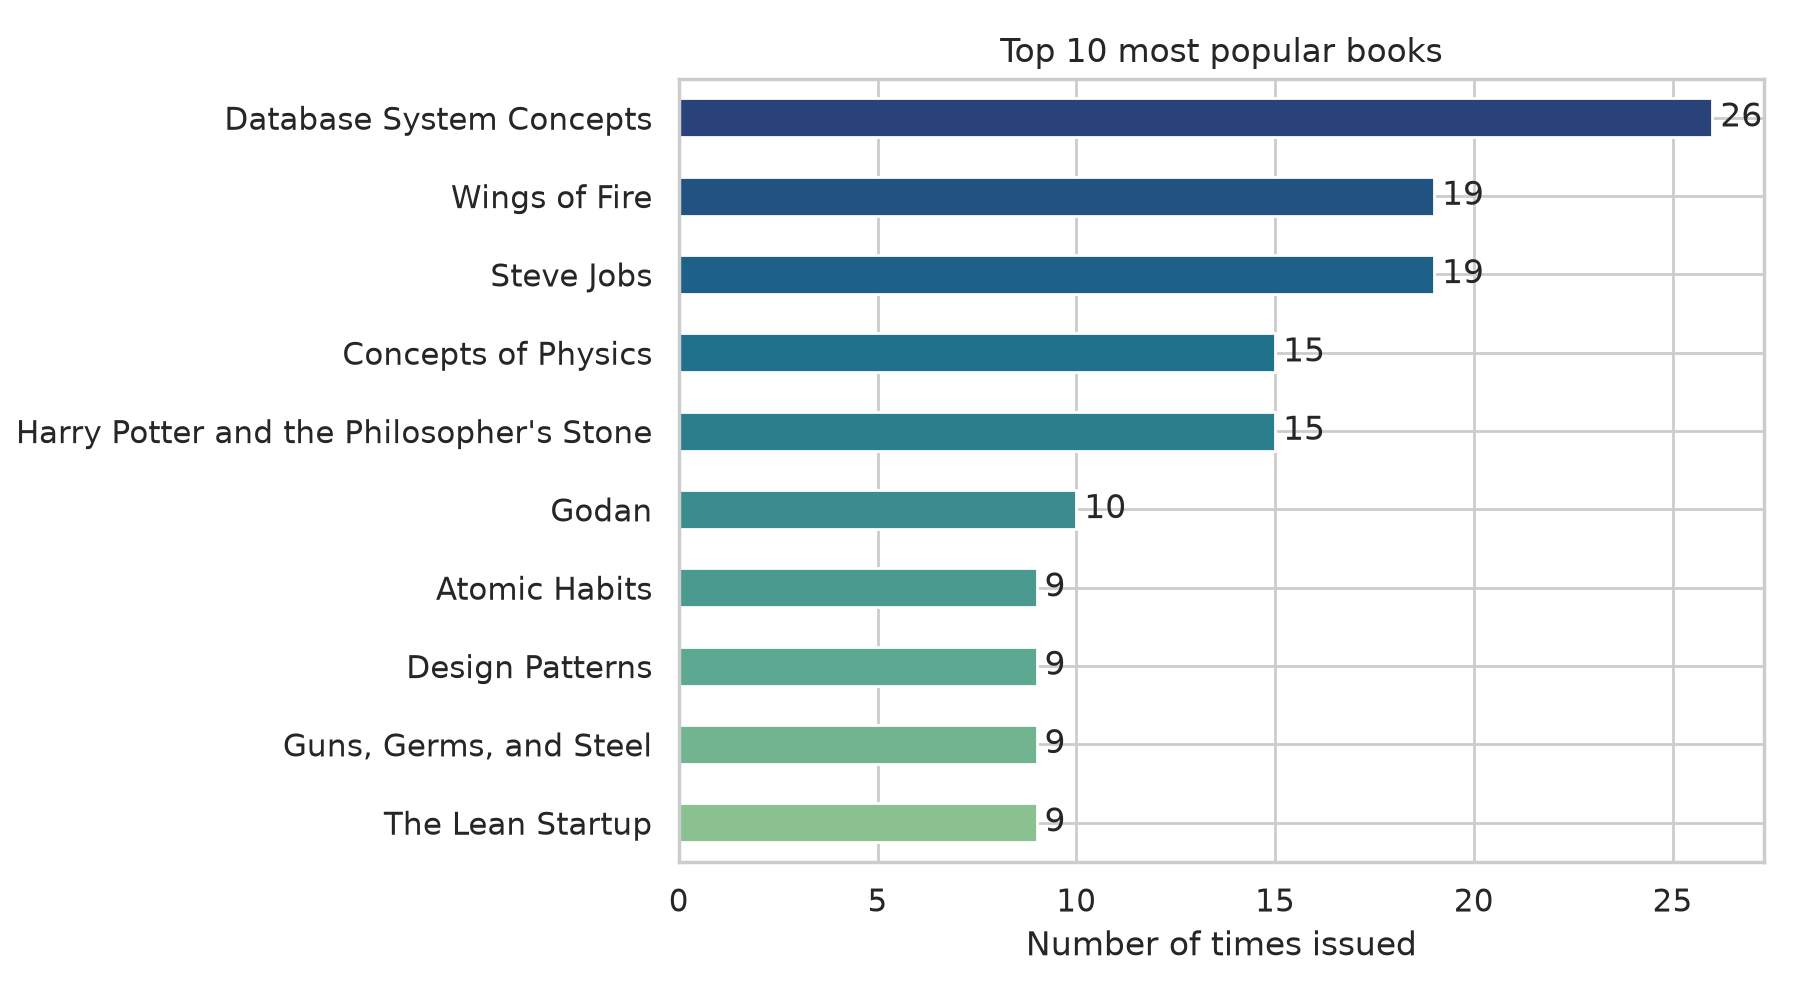 Top 10 most popular books
Database System Concepts 26
Wings of Fire 19
Steve Jobs 19
Concepts of Physics 15
Harry Potter and the Philosopher's Stone 15
Godan 10
Atomic Habits 9
Design Patterns 9
Guns, Germs, and Steel 9
The Lean Startup 9
0 5 10 15 20 25
Number of times issued